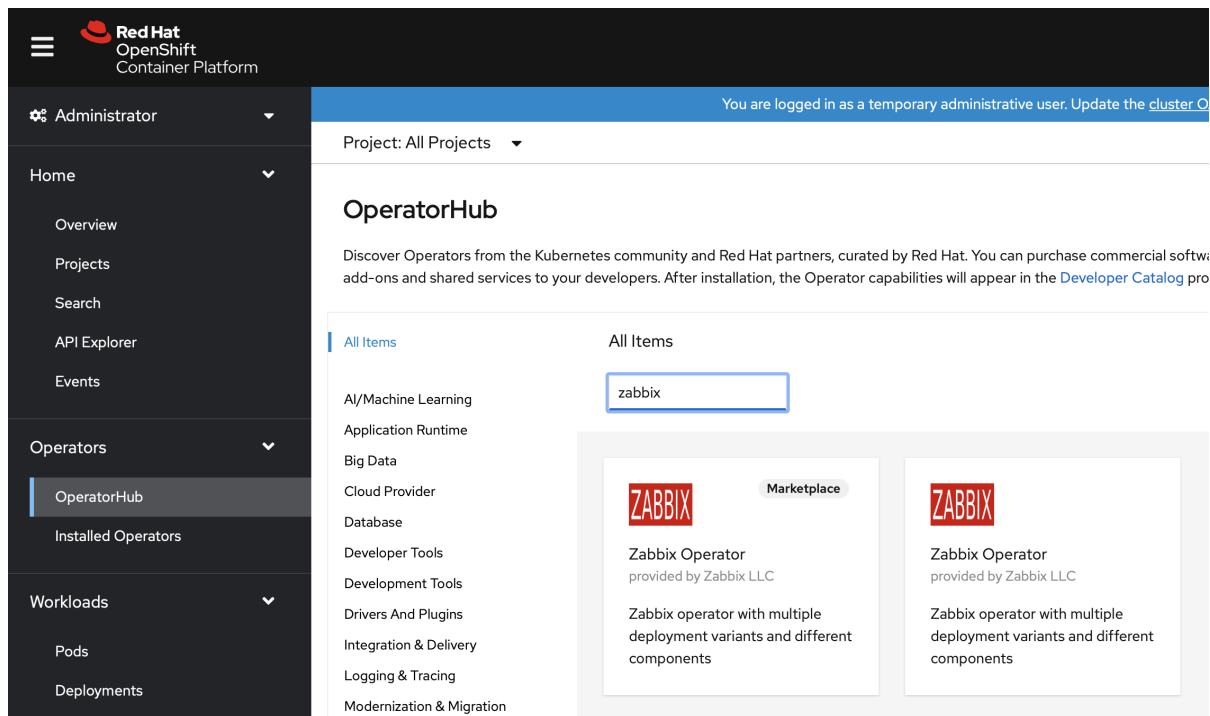 Red Hat
OpenShift
Container Platform
Administrator
Home
Overview
Projects
Search
API Explorer
Events
Operators
OperatorHub
Installed Operators
Workloads
Pods
Deployments
You are logged in as a temporary administrative user. Update the cluster O
Project: All Projects
OperatorHub
Discover Operators from the Kubernetes community and Red Hat partners, curated by Red Hat. You can purchase commercial softwa
add-ons and shared services to your developers. After installation, the Operator capabilities will appear in the Developer Catalog pro
All Items
AI/Machine Learning
Application Runtime
Big Data
Cloud Provider
Database
Developer Tools
Development Tools
Drivers And Plugins
Integration & Delivery
Logging & Tracing
Modernization & Migration
All Items
zabbix
ZABBIX
Marketplace
Zabbix Operator
provided by Zabbix LLC
Zabbix operator with multiple
deployment variants and different
components
ZABBIX
Zabbix Operator
provided by Zabbix LLC
Zabbix operator with multiple
deployment variants and different
components